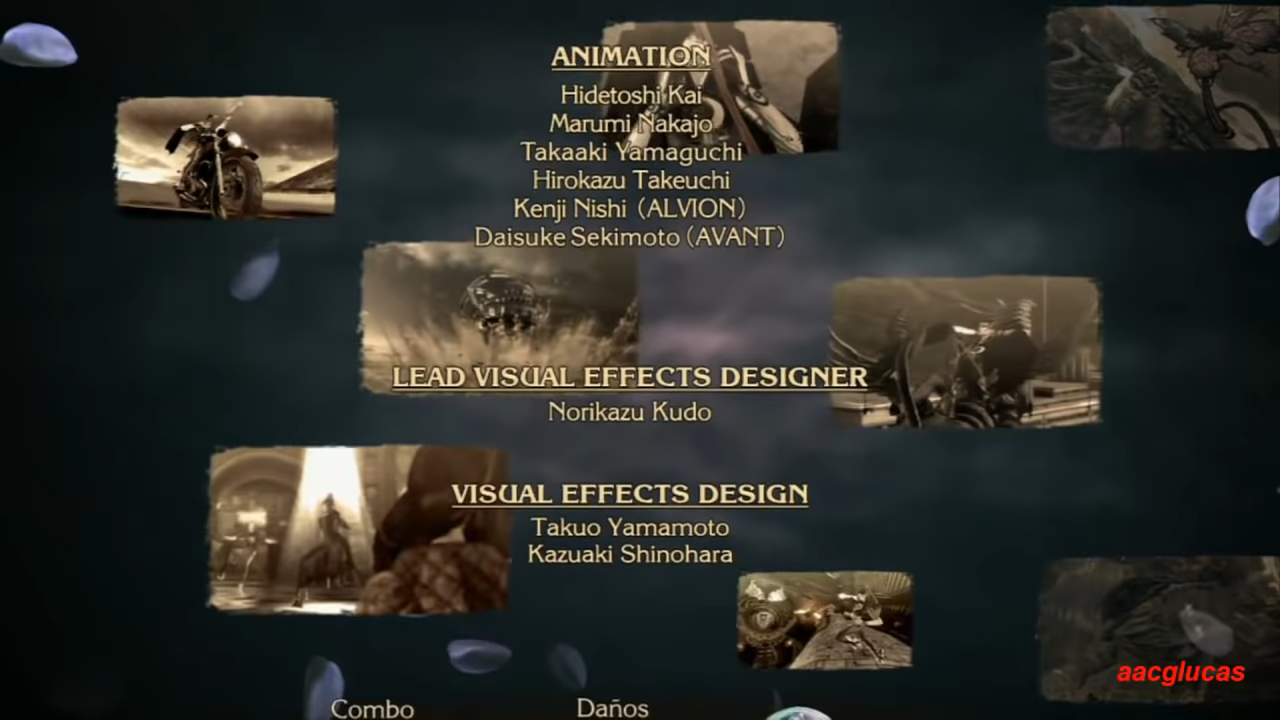 ANIMATION
Hidetoshi Kai
Marumi Nakajo
Takaaki Yamaguchi
Hirokazu Takeuchi
Kenji Nishi (ALVION)
Daisuke Sekimoto (AVANT)
LEAD VISUAL EFFECTS DESIGNER
Norikazu Kudo
VISUAL EFFECTS DESIGN
Takuo Yamamoto
Kazuaki Shinohara
aacglucas
Combo Daños